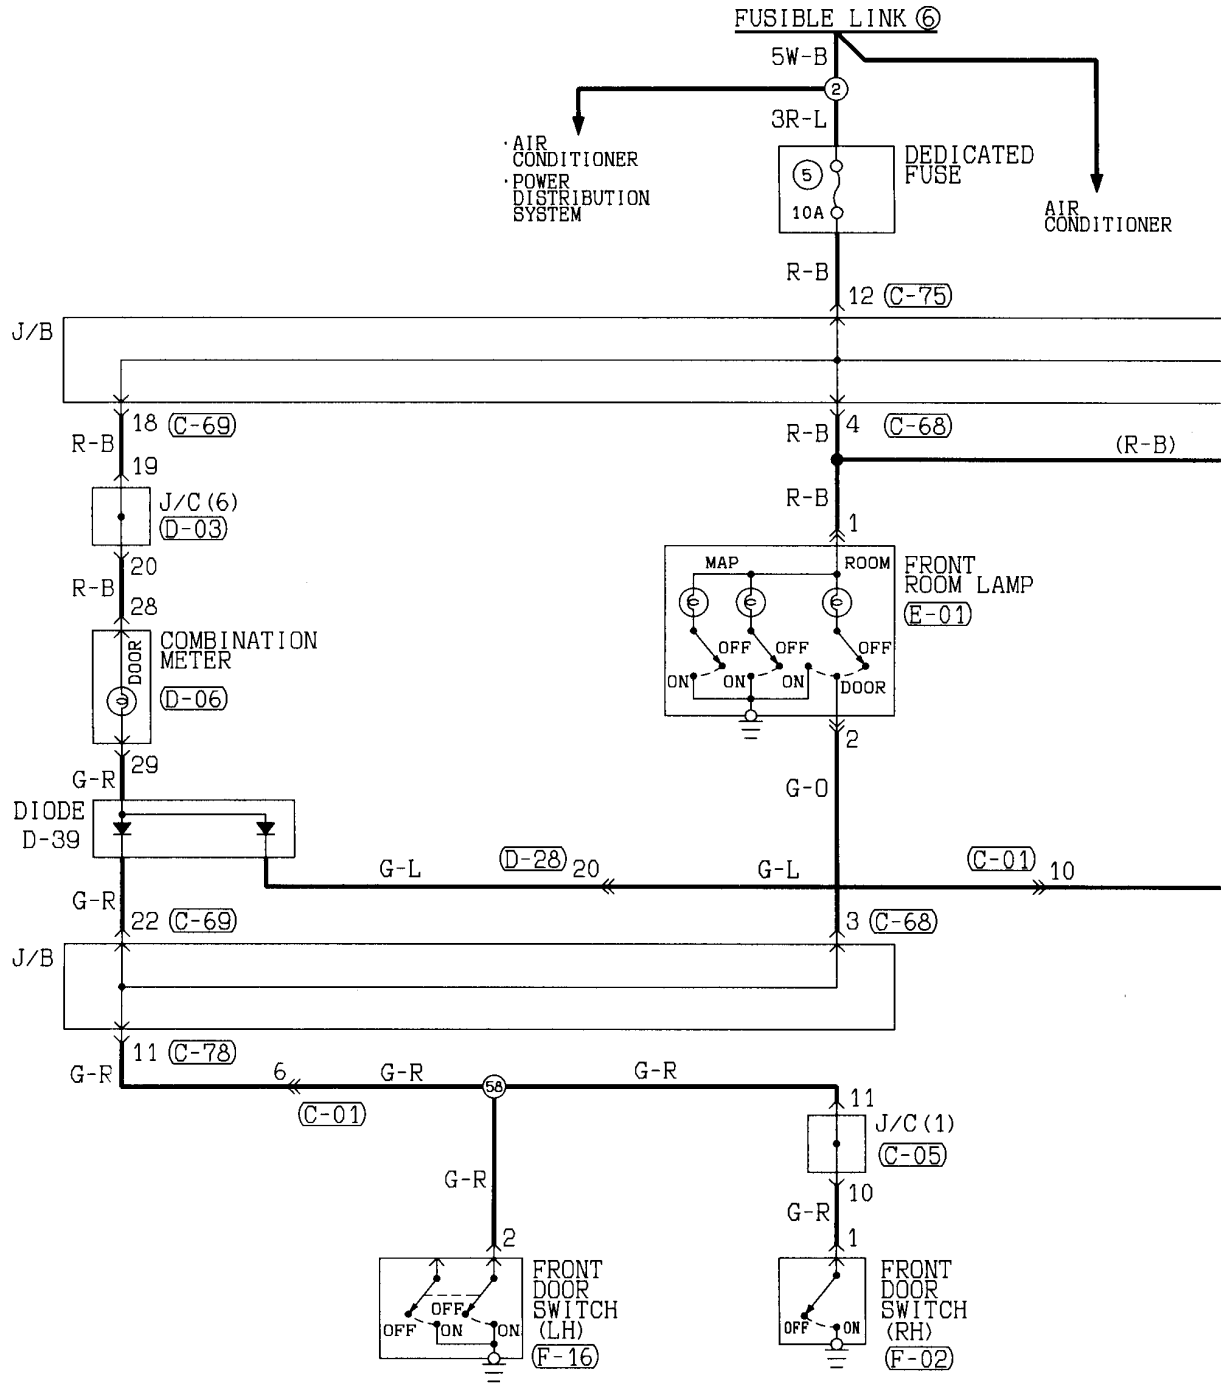 FUSIBLE LINK ⑥
5W-B
2
3R-L
·AIR
CONDITIONER
·POWER
DISTRIBUTION
SYSTEM
5
10A
DEDICATED
FUSE
AIR
CONDITIONER
R-B
12 (C-75)
J/B
18 (C-69)
4 (C-68)
R-B
R-B
(R-B)
19
J/C(6)
(D-03)
R-B
1
20
R-B
28
MAP
ROOM
FRONT
ROOM LAMP
(E-01)
DOOR
COMBINATION
METER
(D-06)
OFF
OFF
OFF
ON
ON
ON
DOOR
29
2
G-R
G-O
DIODE
D-39
G-L
(D-28) 20
G-L
(C-01) 10
G-R
22 (C-69)
3 (C-68)
J/B
11 (C-78)
G-R
6
(C-01)
G-R
58
G-R
11
J/C(1)
(C-05)
G-R
10
G-R
2
1
FRONT
DOOR
SWITCH
(LH)
(F-16)
OFF
OFF
ON
ON
FRONT
DOOR
SWITCH
(RH)
(F-02)
OFF
ON